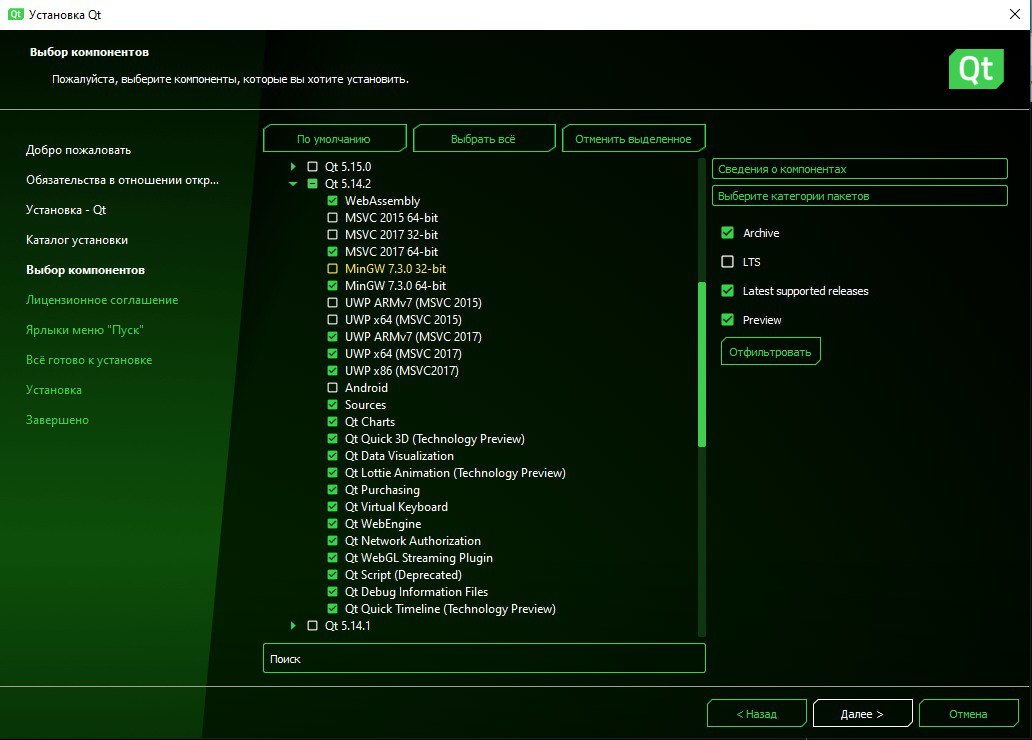 Qt Установка Qt
Выбор компонентов
Пожалуйста, выберите компоненты, которые вы хотите установить.
Qt
Добро пожаловать
Обязательства в отношении откр...
Установка - Qt
Каталог установки
Выбор компонентов
Лицензионное соглашение
Ярлыки меню "Пуск"
Всё готово к установке
Установка
Завершено
По умолчанию
Выбрать всё
Отменить выделенное
Qt 5.15.0
Qt 5.14.2
WebAssembly
MSVC 2015 64-bit
MSVC 2017 32-bit
MSVC 2017 64-bit
MinGW 7.3.0 32-bit
MinGW 7.3.0 64-bit
UWP ARMv7 (MSVC 2015)
UWP x64 (MSVC 2015)
UWP ARMv7 (MSVC 2017)
UWP x64 (MSVC 2017)
UWP x86 (MSVC2017)
Android
Sources
Qt Charts
Qt Quick 3D (Technology Preview)
Qt Data Visualization
Qt Lottie Animation (Technology Preview)
Qt Purchasing
Qt Virtual Keyboard
Qt WebEngine
Qt Network Authorization
Qt WebGL Streaming Plugin
Qt Script (Deprecated)
Qt Debug Information Files
Qt Quick Timeline (Technology Preview)
Qt 5.14.1
Поиск
Сведения о компонентах
Выберите категории пакетов
Archive
LTS
Latest supported releases
Preview
Отфильтровать
< Назад
Далее >
Отмена